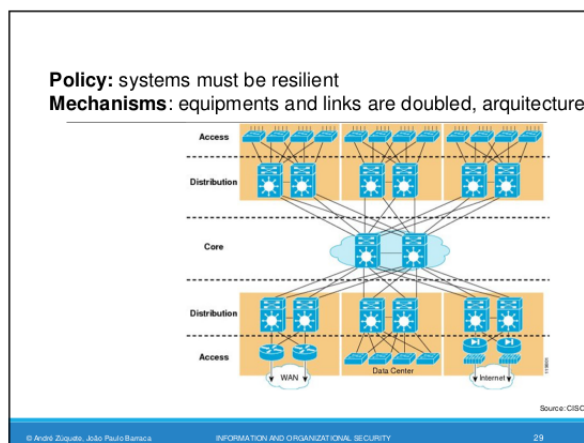 Policy: systems must be resilient
Mechanisms: equipments and links are doubled, arquitecture
Access
Distribution
Core
Distribution
Access
WAN
Data Center
Internet
Source: CISC
© André Zúquete, João Paulo Barraca
INFORMATION AND ORGANIZATIONAL SECURITY
29